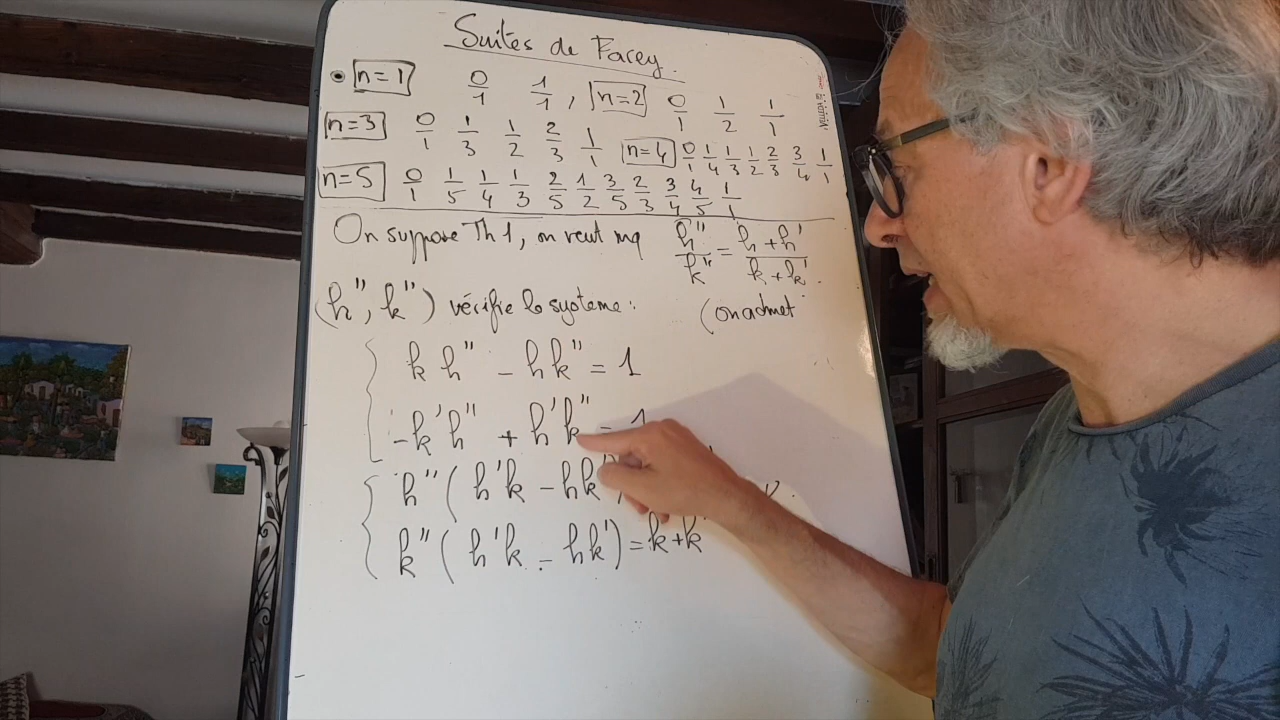 Suites de Farey.
• n=1 0/1 1/1 , n=2 0/1 1/2 1/1
n=3 0/1 1/3 1/2 2/3 1/1 n=4 0/1 1/4 1/3 1/2 2/3 3/4 1/1
n=5 0/1 1/5 1/4 1/3 2/5 1/2 3/5 2/3 3/4 4/5 1/1
On suppose Th 1, on veut mq h''/k'' = h+h'/k+k'.
(h'', k'') vérifie le système: (on admet
k h'' - h k'' = 1
-k'h'' + h'k'' = 1
h''(h'k - hk'
k''(h'k - hk') = k+k'
VELLEDA